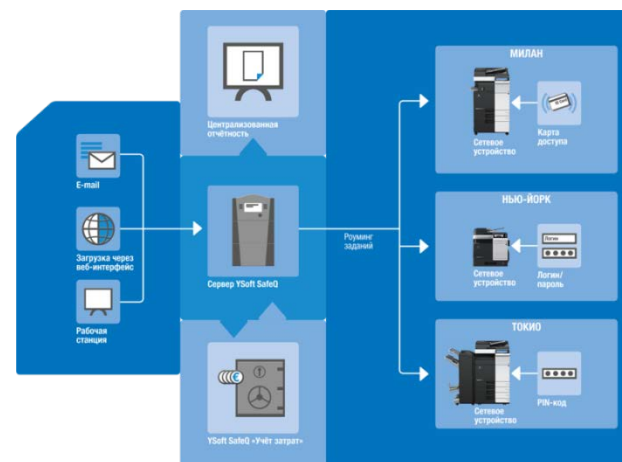 Централизованная
отчётность
E-mail
Загрузка через
веб-интерфейс
Рабочая
станция
Сервер YSoft SafeQ
YSoft SafeQ «Учёт затрат»
Роуминг
заданий
МИЛАН
Сетевое
устройство
Карта
доступа
НЬЮ-ЙОРК
Логин
Сетевое
устройство
Логин/
пароль
ТОКИО
Сетевое
устройство
PIN-код